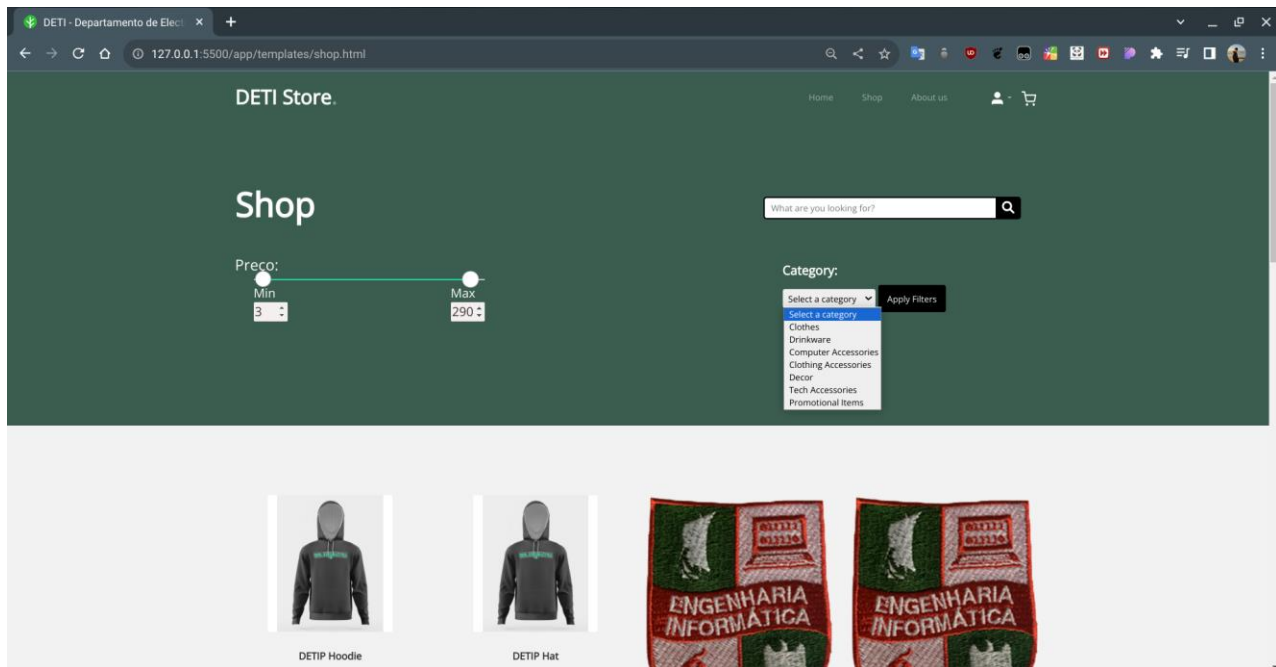 DETI - Departamento de Elect
127.0.0.1:5500/app/templates/shop.html
DETI Store.
Home Shop About us
Shop
What are you looking for?
Preço:
Category:
Min Max
3 290
Select a category Apply Filters
Select a category
Clothes
Drinkware
Computer Accessories
Clothing Accessories
Decor
Tech Accessories
Promotional Items
ENGENHARIA ENGENHARIA
INFORMÁTICA INFORMÁTICA
DETIP Hoodie DETIP Hat